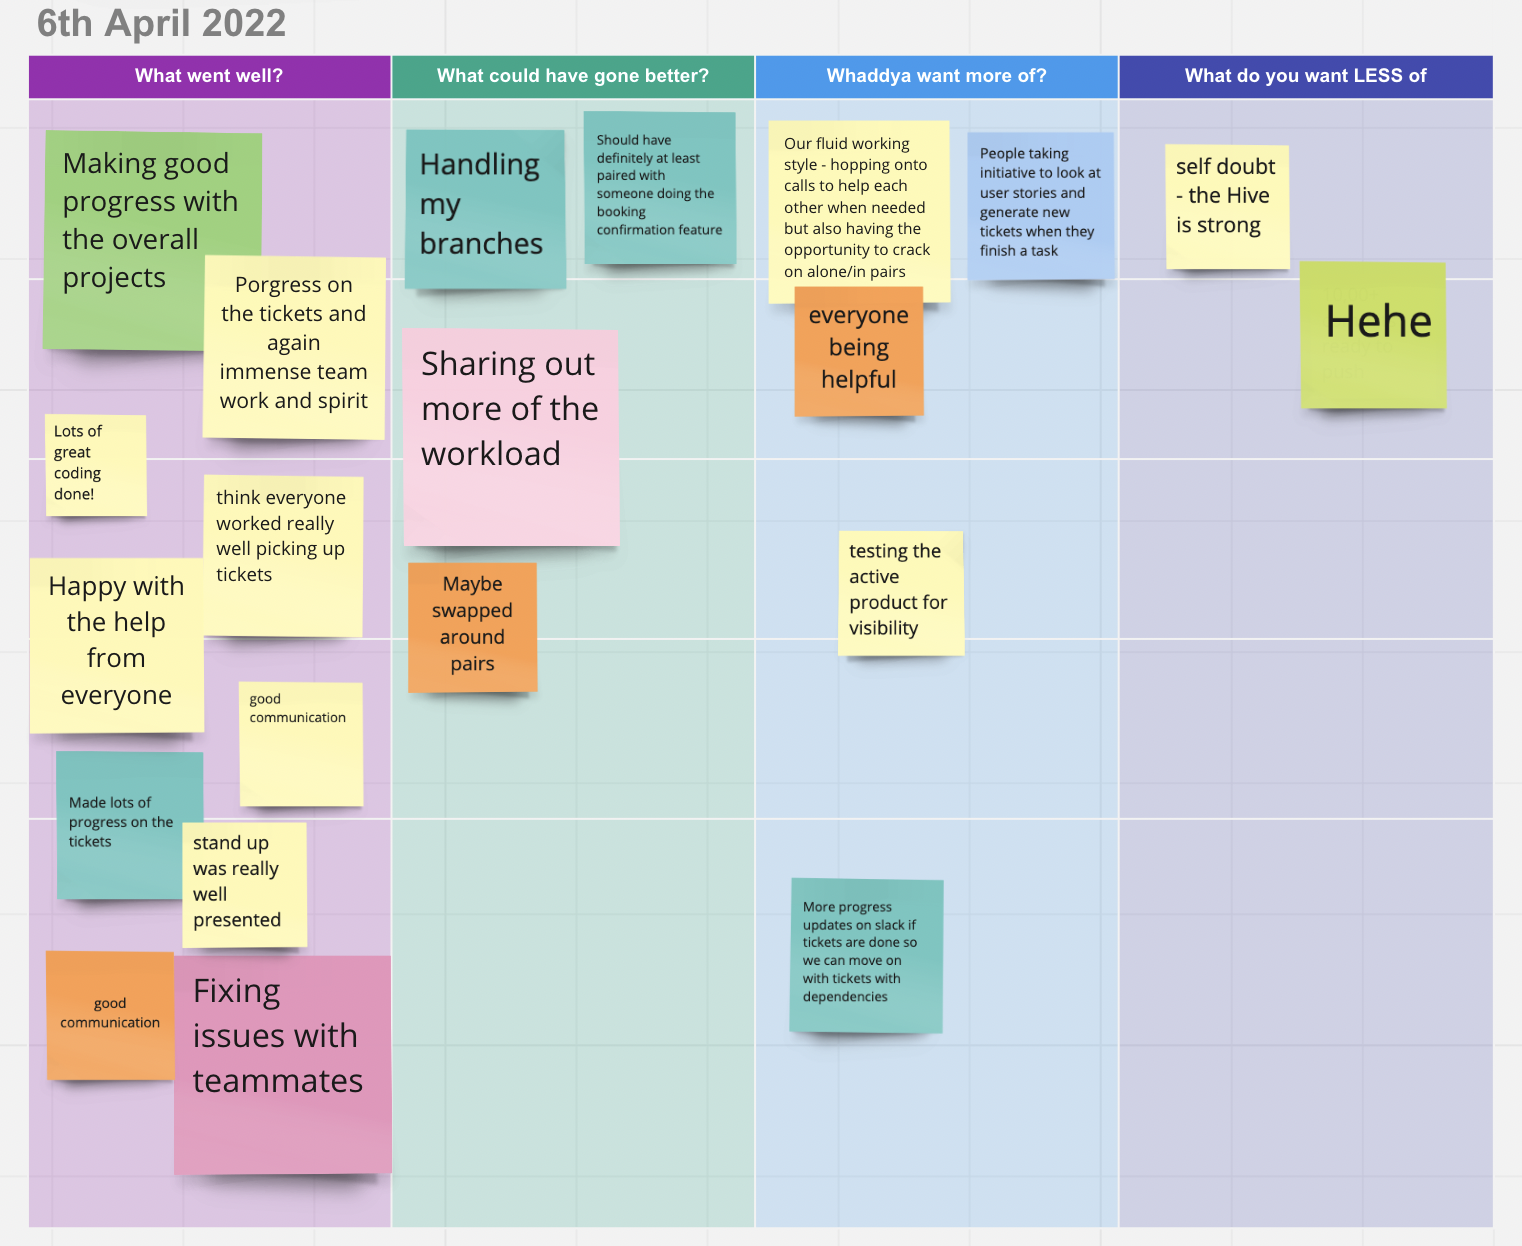 6th April 2022
What went well?
What could have gone better?
Whaddya want more of?
What do you want LESS of
Making good
progress with
the overall
projects
Porgress on
the tickets and
again
immense team
work and spirit
Lots of
great
coding
done!
think everyone
worked really
well picking up
tickets
Happy with
the help
from
everyone
good
communication
Made lots of
progress on the
tickets
stand up
was really
well
presented
good
communication
Fixing
issues with
teammates
Handling
my
branches
Should have
definitely at least
paired with
someone doing the
booking
confirmation feature
Sharing out
more of the
workload
Maybe
swapped
around
pairs
Our fluid working
style - hopping onto
calls to help each
other when needed
but also having the
opportunity to crack
on alone/in pairs
People taking
initiative to look at
user stories and
generate new
tickets when they
finish a task
everyone
being
helpful
testing the
active
product for
visibility
More progress
updates on slack if
tickets are done so
we can move on
with tickets with
dependencies
self doubt
- the Hive
is strong
Hehe